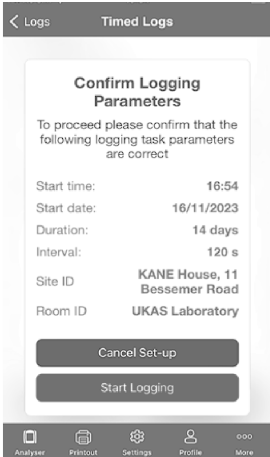 Logs Timed Logs
Confirm Logging
Parameters
To proceed please confirm that the
following logging task parameters
are correct
Start time: 16:54
Start date: 16/11/2023
Duration: 14 days
Interval: 120 s
Site ID KANE House, 11
Bessemer Road
Room ID UKAS Laboratory
Cancel Set-up
Start Logging
Analyser Printout Settings Profile More